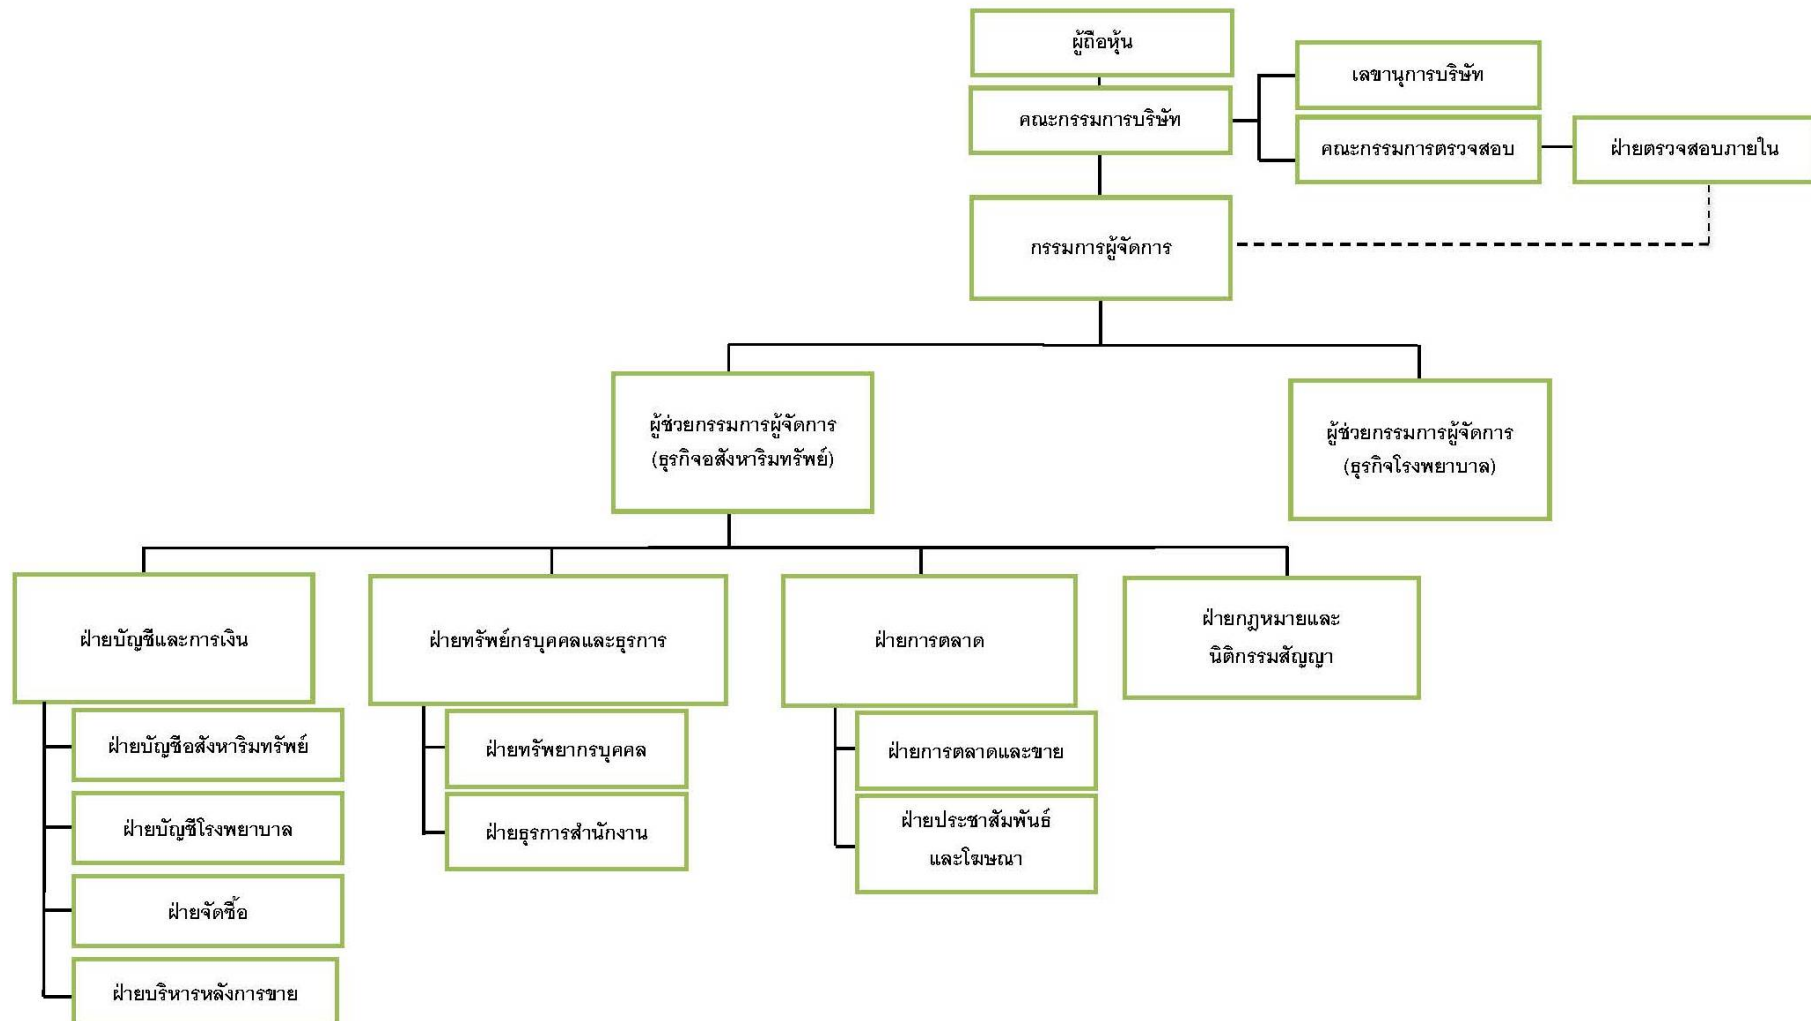 ผู้ถือหุ้น
เลขานุการบริษัท
คณะกรรมการบริษัท
คณะกรรมการตรวจสอบ
ฝ่ายตรวจสอบภายใน
กรรมการผู้จัดการ
ผู้ช่วยกรรมการผู้จัดการ
(ธุรกิจอสังหาริมทรัพย์)
ผู้ช่วยกรรมการผู้จัดการ
(ธุรกิจโรงพยาบาล)
ฝ่ายบัญชีและการเงิน
ฝ่ายบัญชีอสังหาริมทรัพย์
ฝ่ายบัญชีโรงพยาบาล
ฝ่ายจัดซื้อ
ฝ่ายบริหารหลังการขาย
ฝ่ายทรัพย์กรบุคคลและธุรการ
ฝ่ายทรัพยากรบุคคล
ฝ่ายธุรการสำนักงาน
ฝ่ายการตลาด
ฝ่ายการตลาดและขาย
ฝ่ายประชาสัมพันธ์
และโฆษณา
ฝ่ายกฎหมายและ
นิติกรรมสัญญา